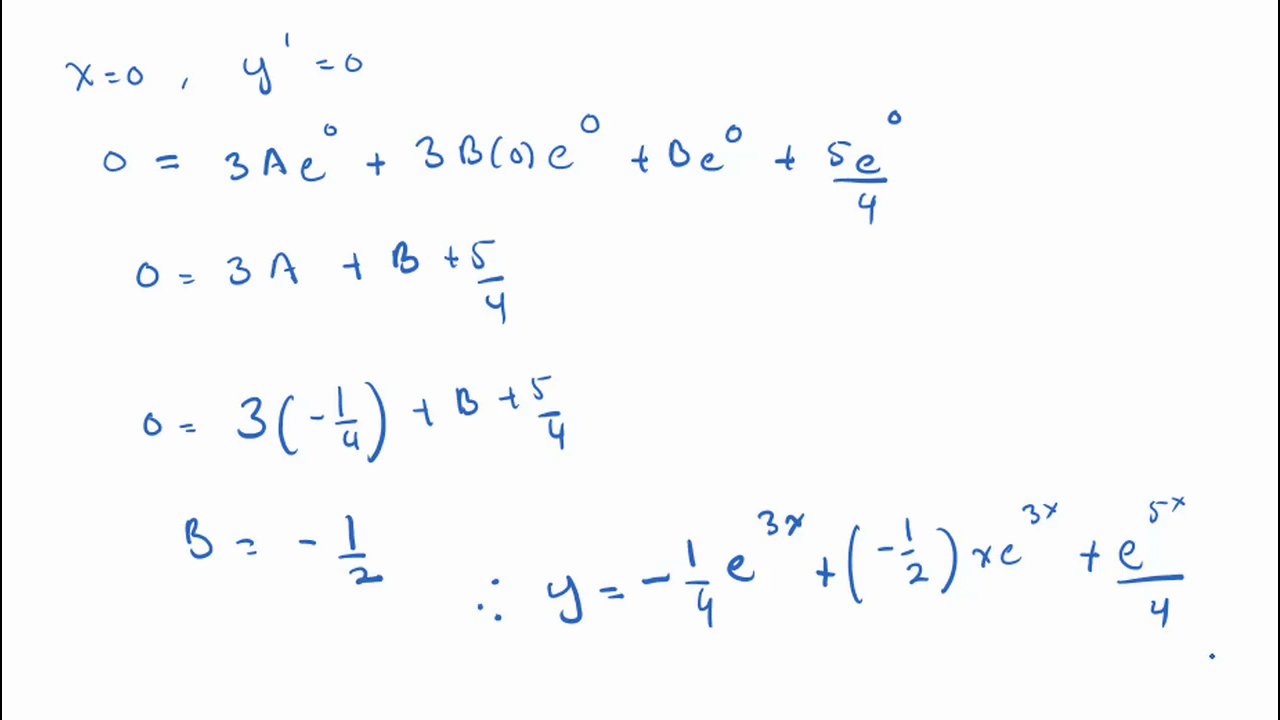 x=0 , y' =0
0 = 3Ae^0 + 3B(0)e^0 + Be^0 + 5e^0/4
0 = 3A + B + 5/4
0 = 3(-1/4) + B + 5/4
B = -1/2
∴ y = -1/4 e^3x + (-1/2) xe^3x + e^5x/4